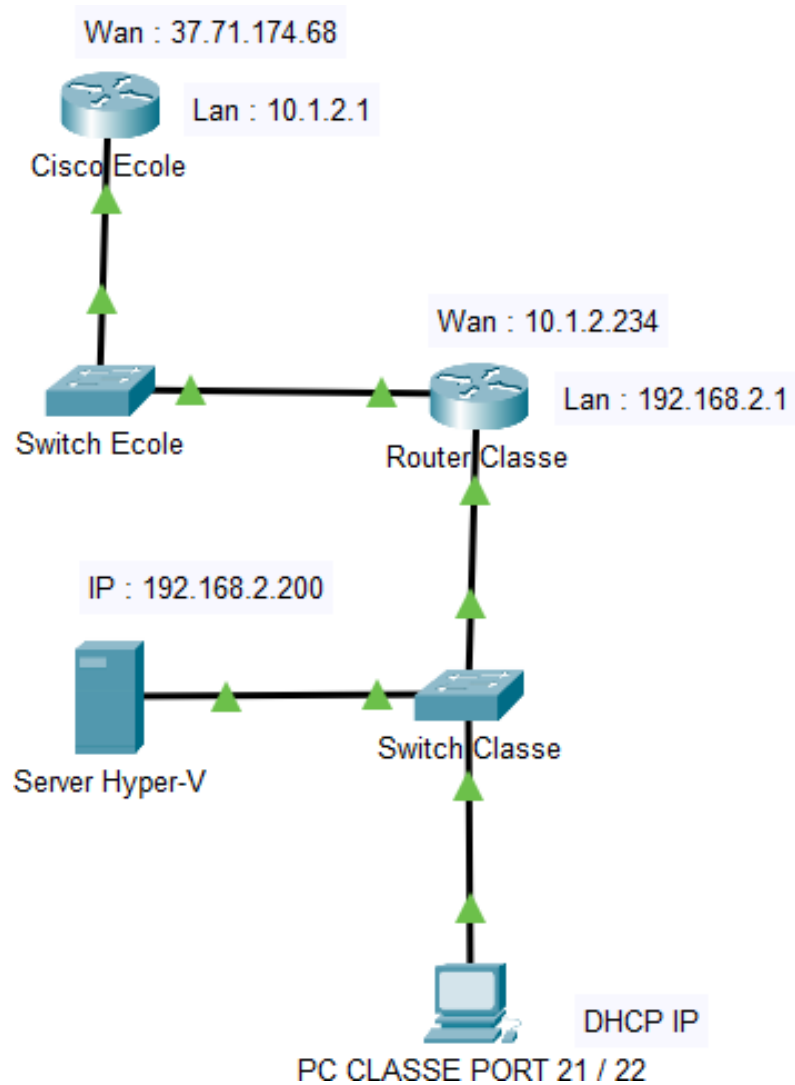 Wan : 37.71.174.68
Lan : 10.1.2.1
Cisco Ecole
Wan : 10.1.2.234
Lan : 192.168.2.1
Switch Ecole
Router Classe
IP : 192.168.2.200
Switch Classe
Server Hyper-V
DHCP IP
PC CLASSE PORT 21 / 22